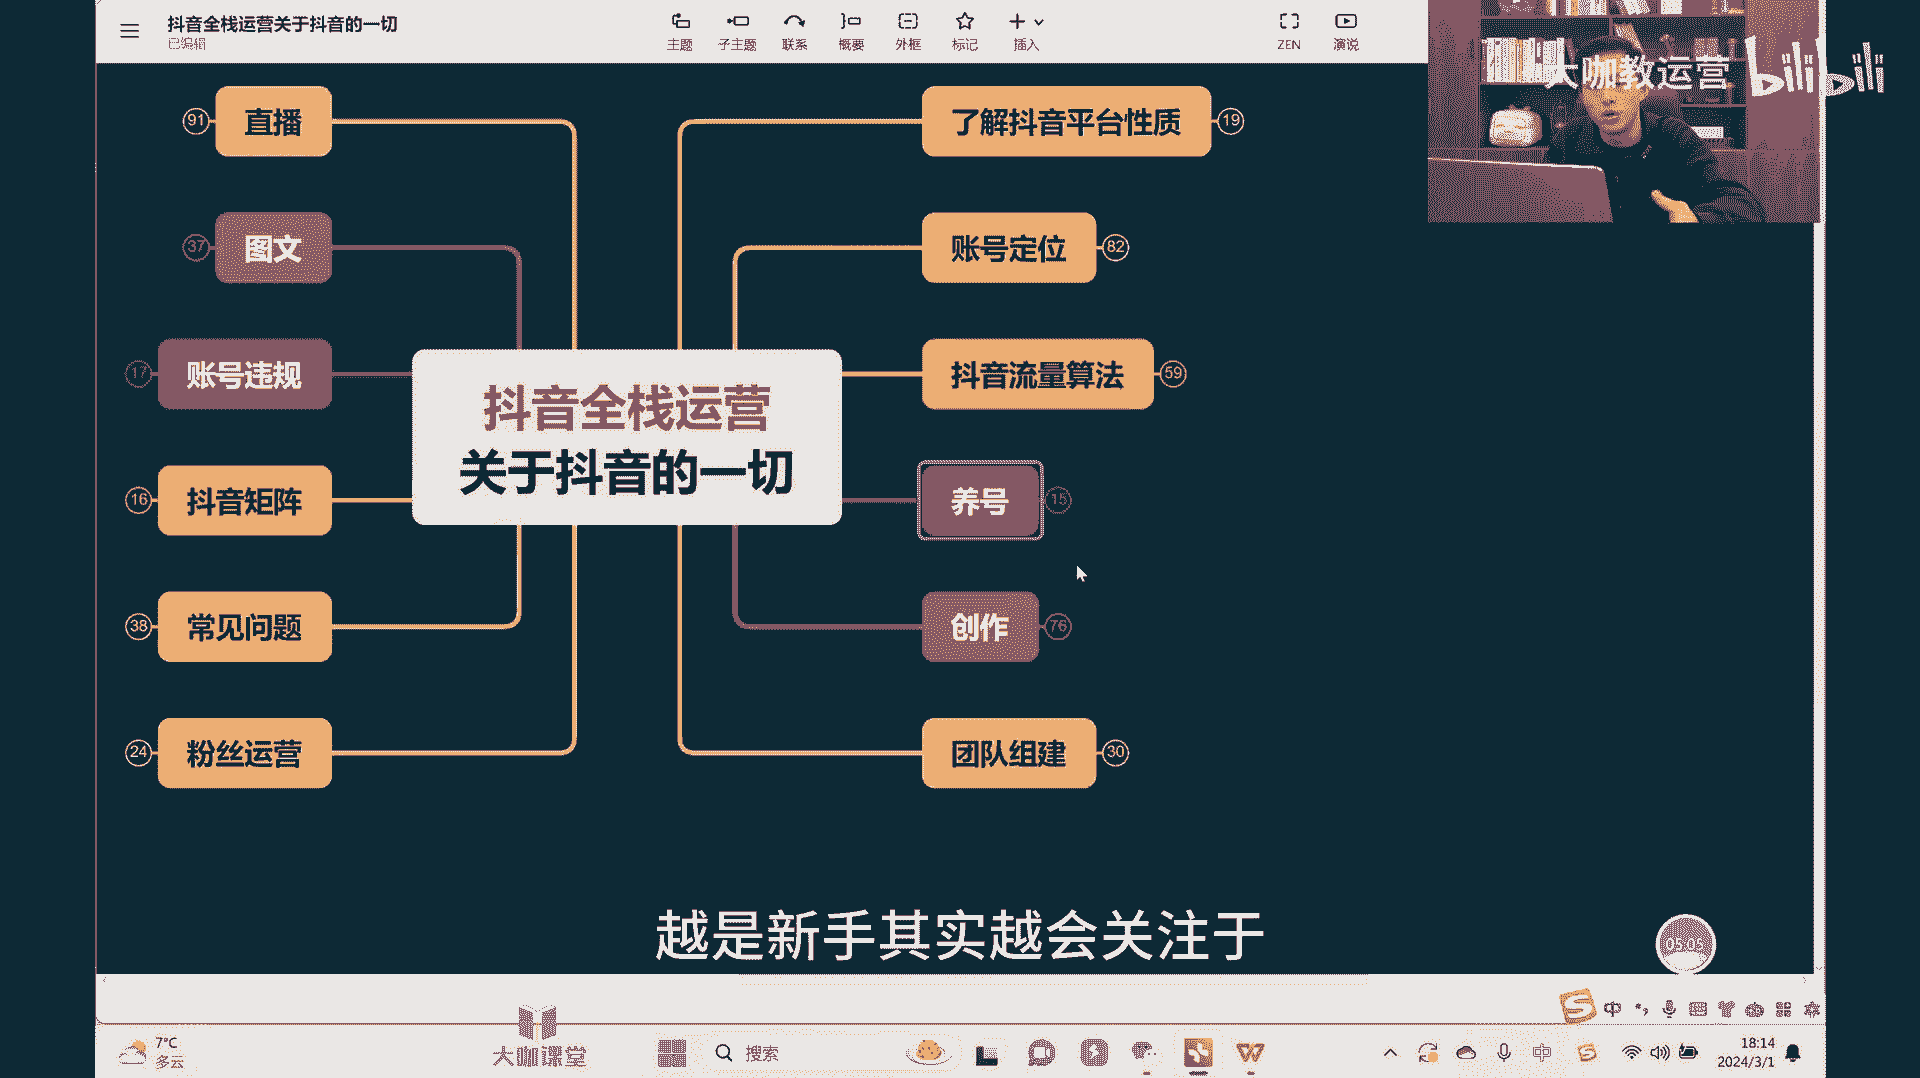 抖音全栈运营关于抖音的一切
已编辑
主题
子主题
联系
概要
外框
标记
插入
ZEN
演说
大咖教运营
bilibili
91
直播
37
图文
17
账号违规
16
抖音矩阵
38
常见问题
24
粉丝运营
抖音全栈运营
关于抖音的一切
了解抖音平台性质
19
账号定位
82
抖音流量算法
59
养号
15
创作
76
团队组建
30
越是新手其实越会关注于
05:05
中
7°C
多云
大咖课堂
搜索
中
18:14
2024/3/1